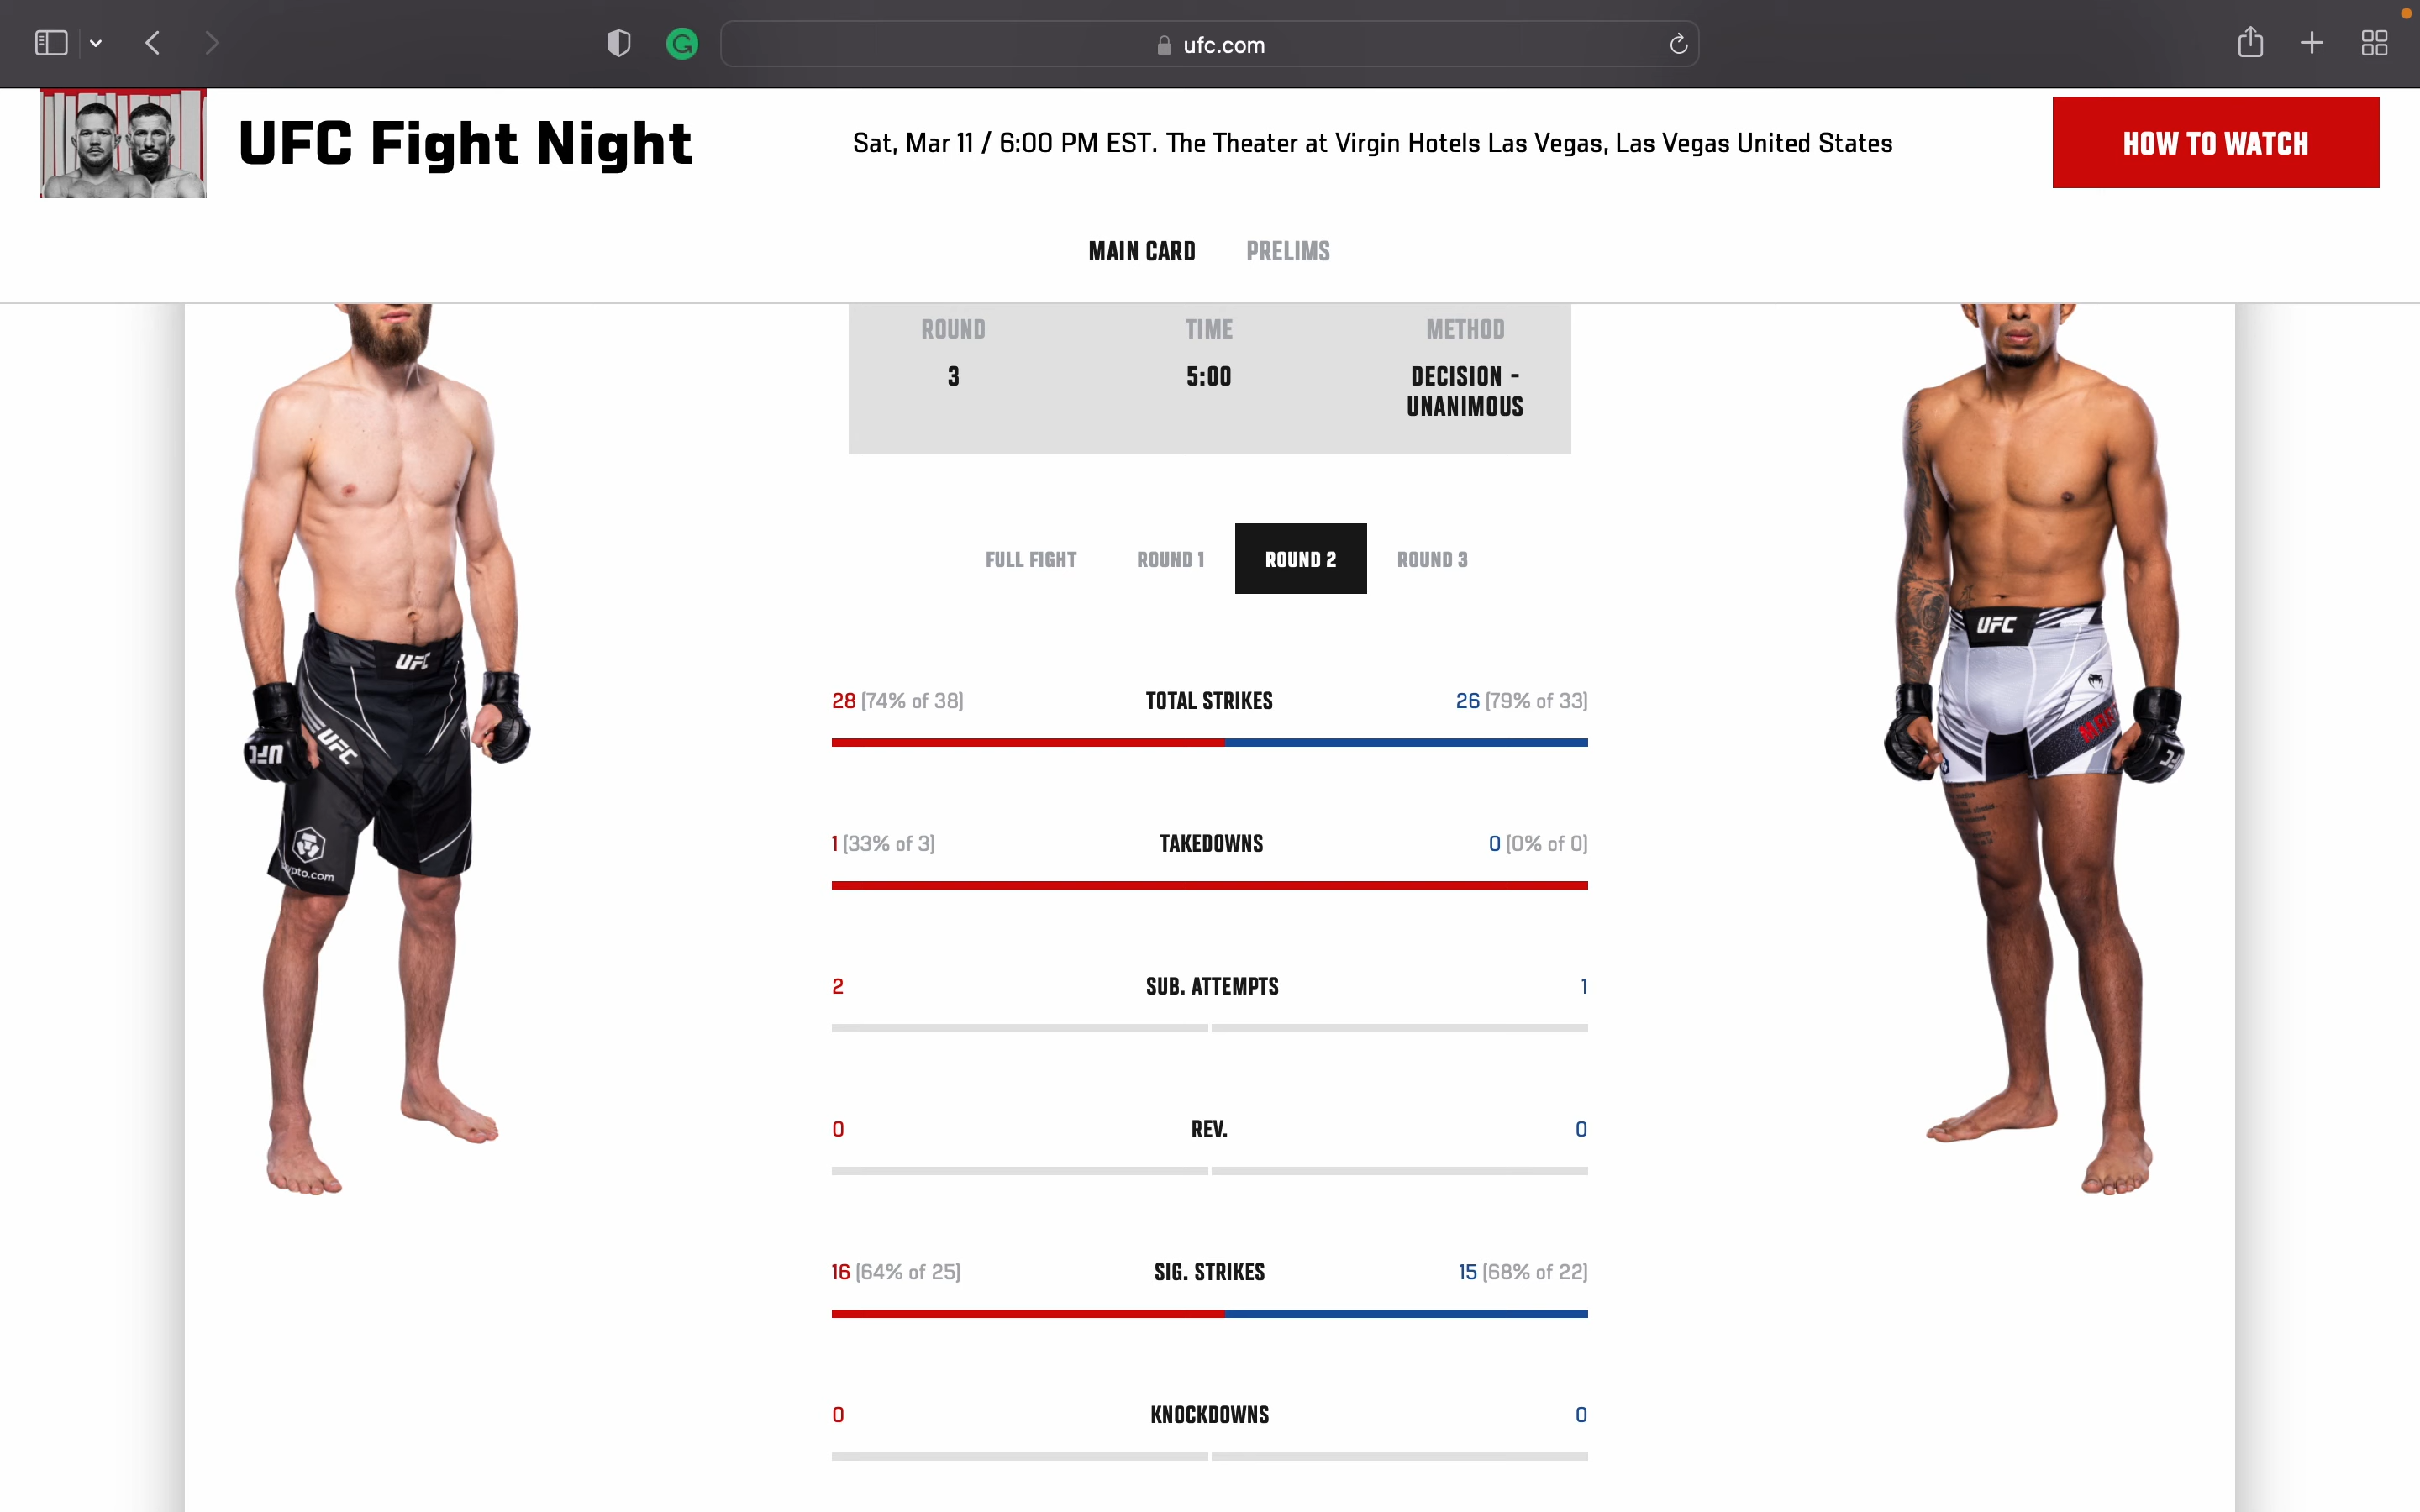 ufc.com
UFC Fight Night
Sat, Mar 11 / 6:00 PM EST. The Theater at Virgin Hotels Las Vegas, Las Vegas United States
HOW TO WATCH
MAIN CARD PRELIMS
ROUND TIME METHOD
3 5:00 DECISION -
UNANIMOUS
FULL FIGHT ROUND 1 ROUND 2 ROUND 3
28 (74% of 38) TOTAL STRIKES 26 (79% of 33)
1 (33% of 3) TAKEDOWNS 0 (0% of 0)
2 SUB. ATTEMPTS 1
0 REV. 0
16 (64% of 25) SIG. STRIKES 15 (68% of 22)
0 KNOCKDOWNS 0
UFC
UFC
UFC
UFC